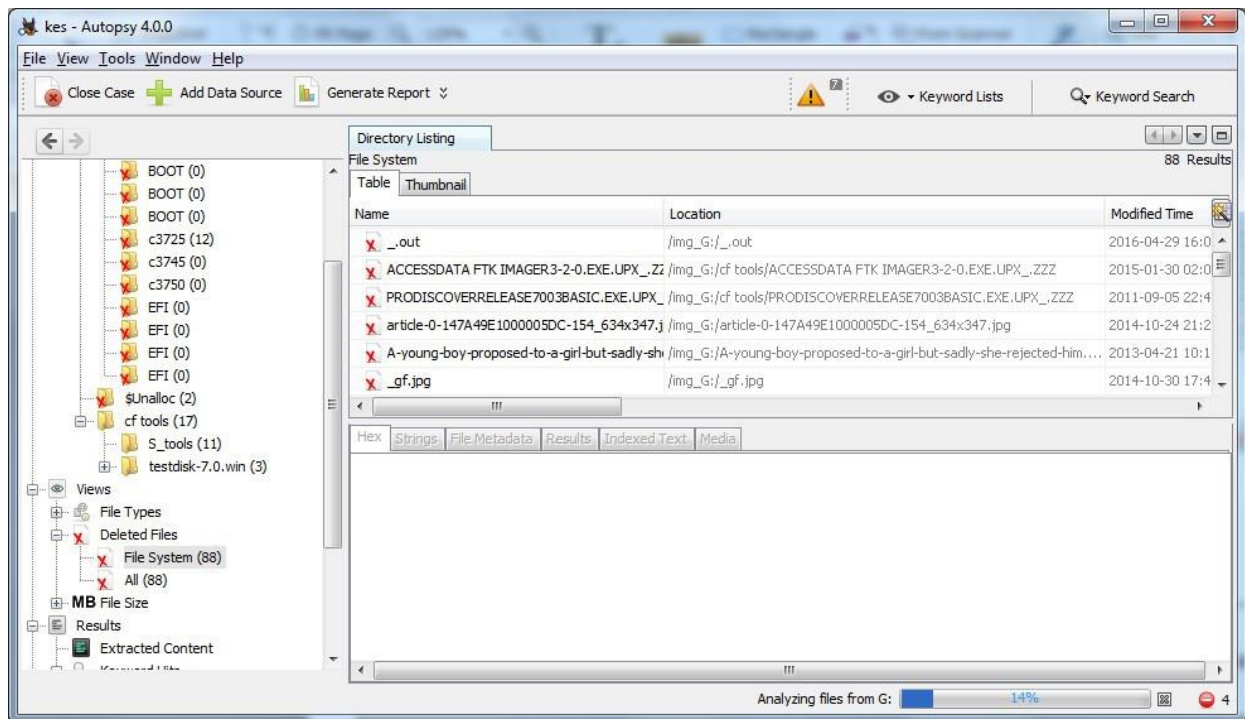 kes - Autopsy 4.0.0
File View Tools Window Help
Close Case Add Data Source Generate Report Keyword Lists Keyword Search
7
Directory Listing
File System 88 Results
Table Thumbnail
Name Location Modified Time
_.out /img_G:/_.out 2016-04-29 16:0
ACCESSDATA FTK IMAGER3-2-0.EXE.UPX_.ZZ /img_G:/cf tools/ACCESSDATA FTK IMAGER3-2-0.EXE.UPX_.ZZZ 2015-01-30 02:0
PRODISCOVERRELEASE7003BASIC.EXE.UPX_ /img_G:/cf tools/PRODISCOVERRELEASE7003BASIC.EXE.UPX_.ZZZ 2011-09-05 22:4
article-0-147A49E1000005DC-154_634x347.j /img_G:/article-0-147A49E1000005DC-154_634x347.jpg 2014-10-24 21:2
A-young-boy-proposed-to-a-girl-but-sadly-sh /img_G:/A-young-boy-proposed-to-a-girl-but-sadly-she-rejected-him.... 2013-04-21 10:1
_gf.jpg /img_G:/_gf.jpg 2014-10-30 17:4
BOOT (0)
BOOT (0)
BOOT (0)
c3725 (12)
c3745 (0)
c3750 (0)
EFI (0)
EFI (0)
EFI (0)
EFI (0)
$Unalloc (2)
cf tools (17)
S_tools (11)
testdisk-7.0.win (3)
Views
File Types
Deleted Files
File System (88)
All (88)
MB File Size
Results
Extracted Content
Hex Strings File Metadata Results Indexed Text Media
Analyzing files from G: 14% 4